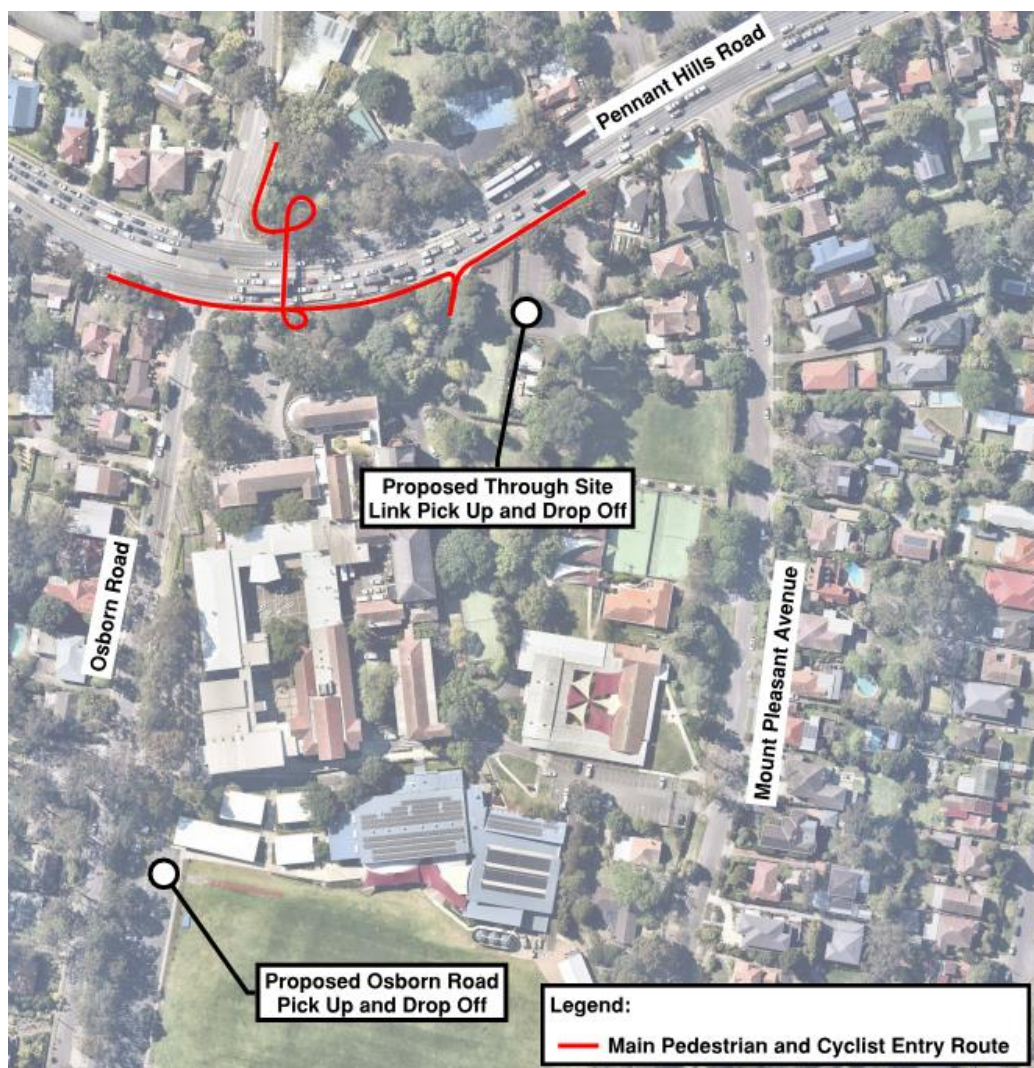 Pennant Hills Road
Proposed Through Site
Link Pick Up and Drop Off
Osborn Road
Mount Pleasant Avenue
Proposed Osborn Road
Pick Up and Drop Off
Legend:
Main Pedestrian and Cyclist Entry Route